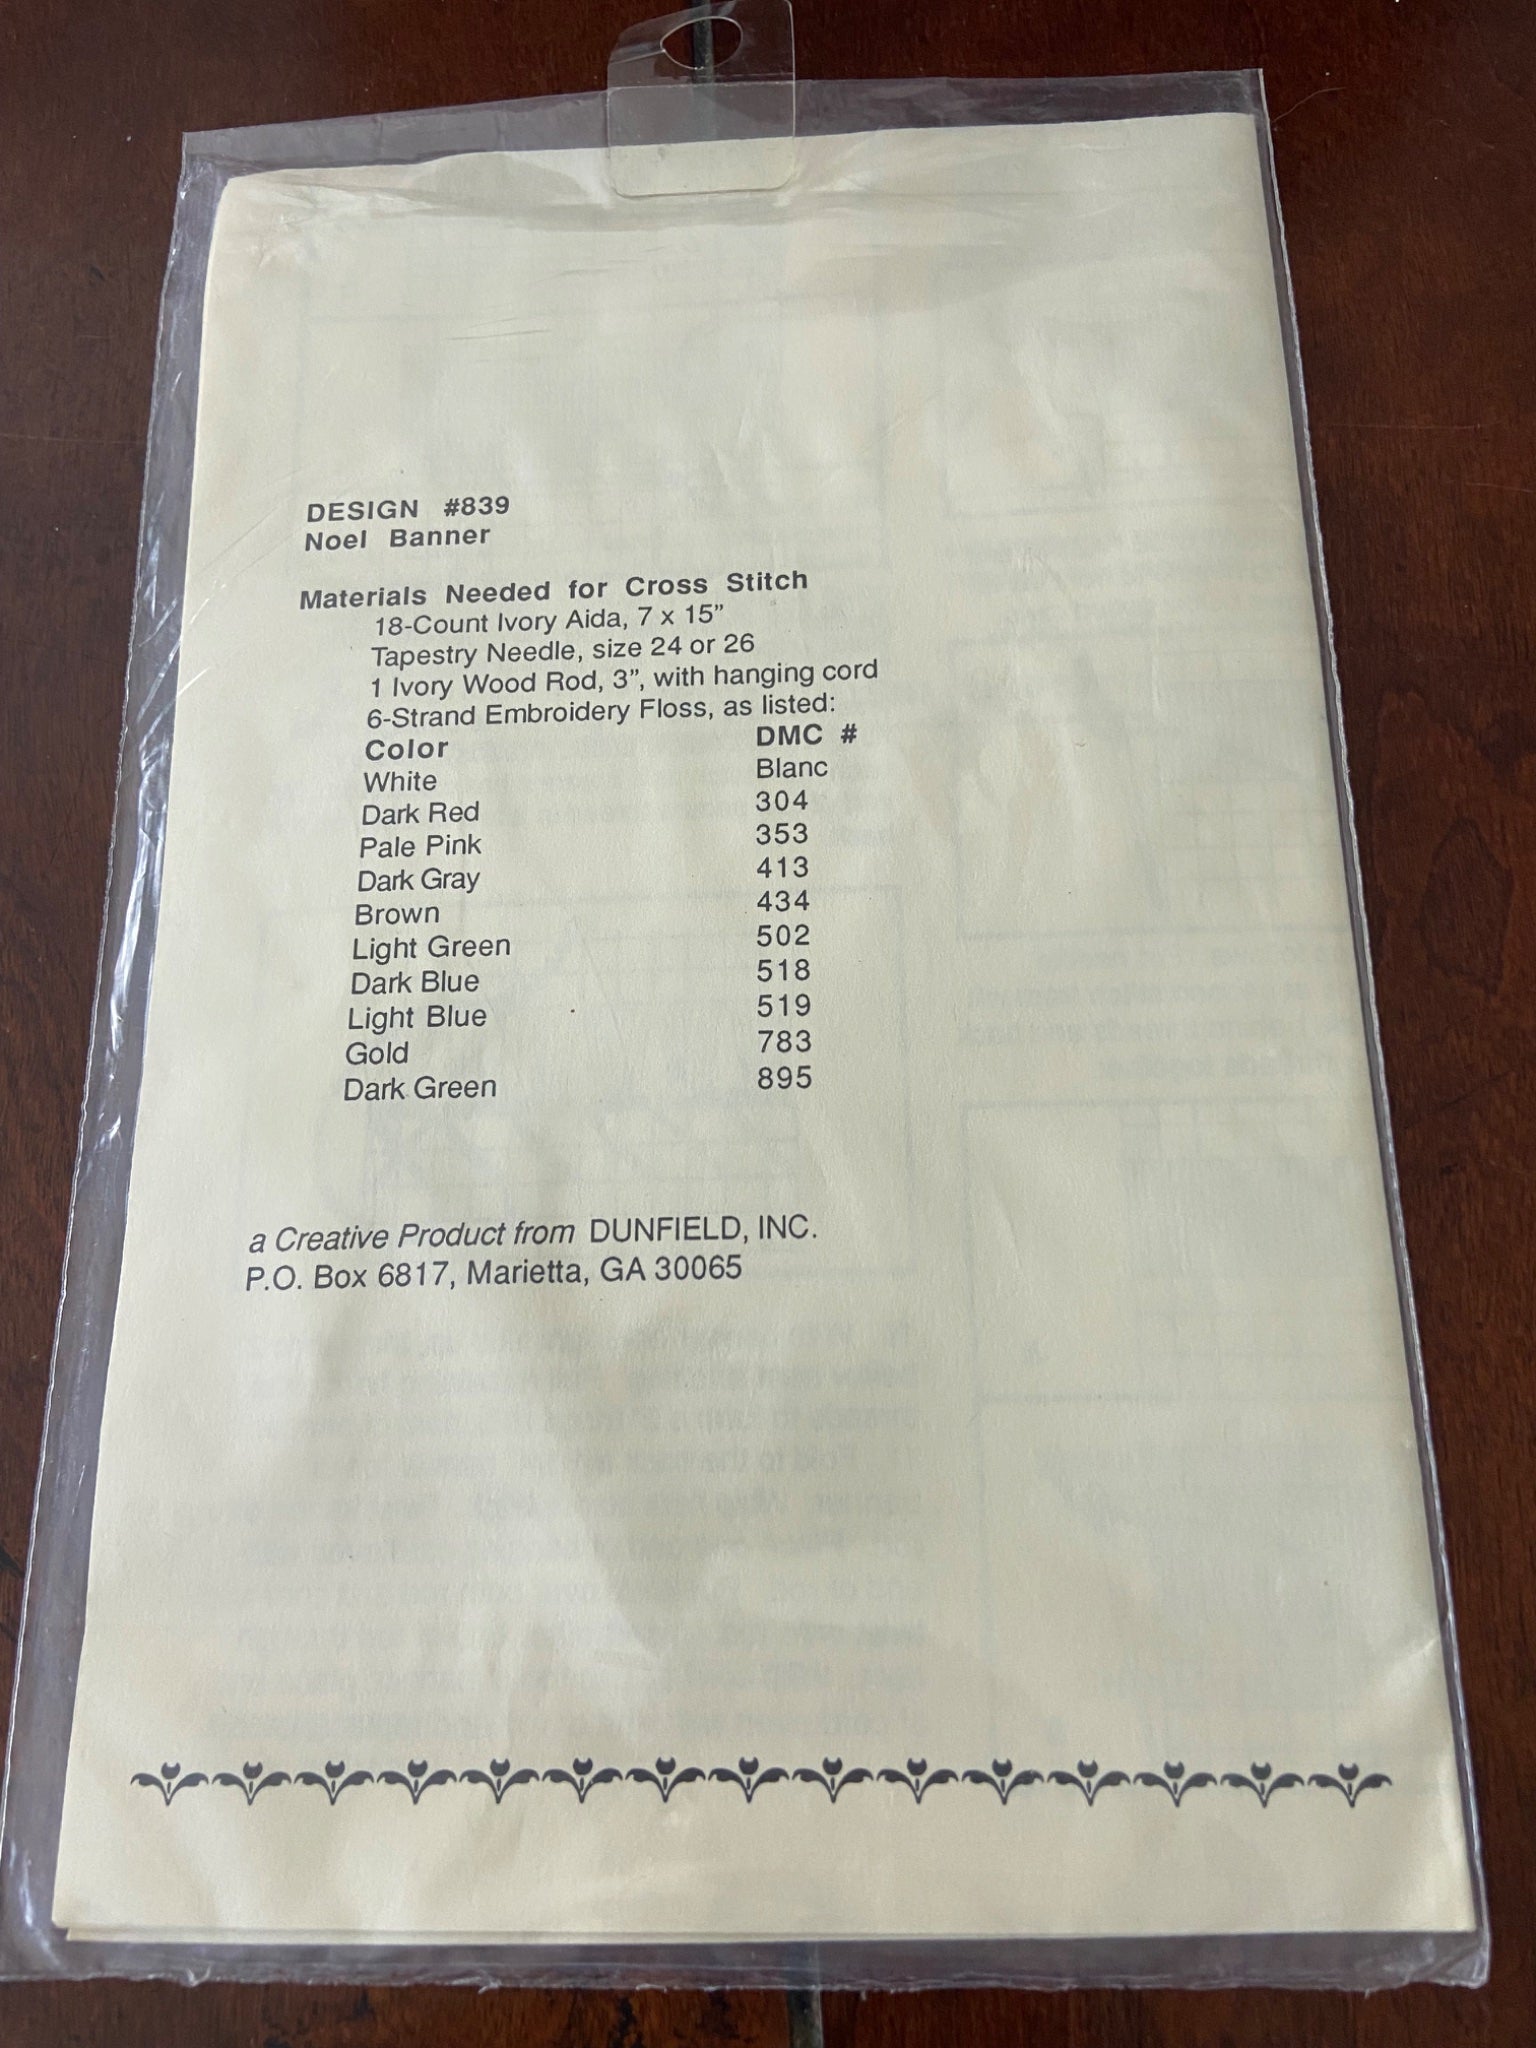 DESIGN #839
Noel Banner
Materials Needed for Cross Stitch
18-Count Ivory Aida, 7 x 15”
Tapestry Needle, size 24 or 26
1 Ivory Wood Rod, 3”, with hanging cord
6-Strand Embroidery Floss, as listed:
Color DMC #
White Blanc
Dark Red 304
Pale Pink 353
Dark Gray 413
Brown 434
Light Green 502
Dark Blue 518
Light Blue 519
Gold 783
Dark Green 895
a Creative Product from DUNFIELD, INC.
P.O. Box 6817, Marietta, GA 30065